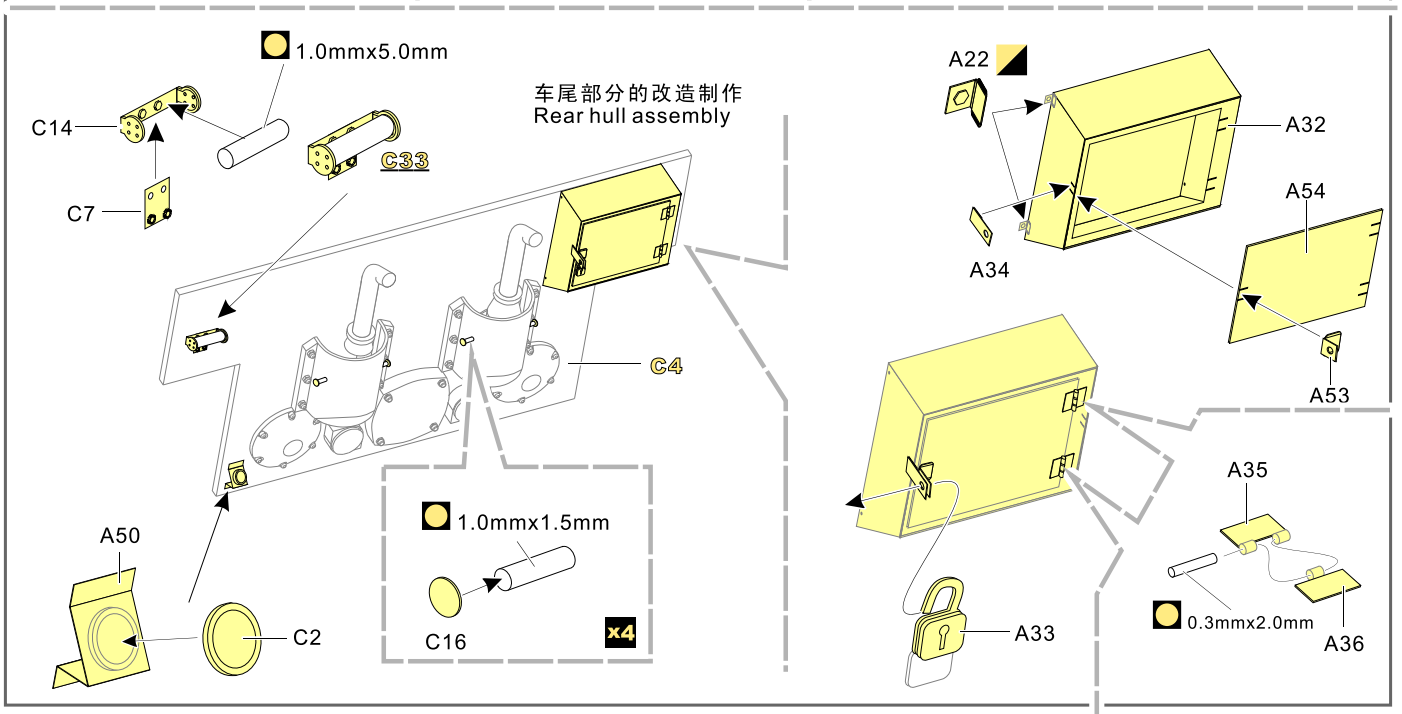 1.0mmx5.0mm
C14
C7
C33
车尾部分的改造制作
Rear hull assembly
A22
A32
A34
A54
A53
C4
1.0mmx1.5mm
C16
x4
A50
C2
A33
A35
0.3mmx2.0mm
A36